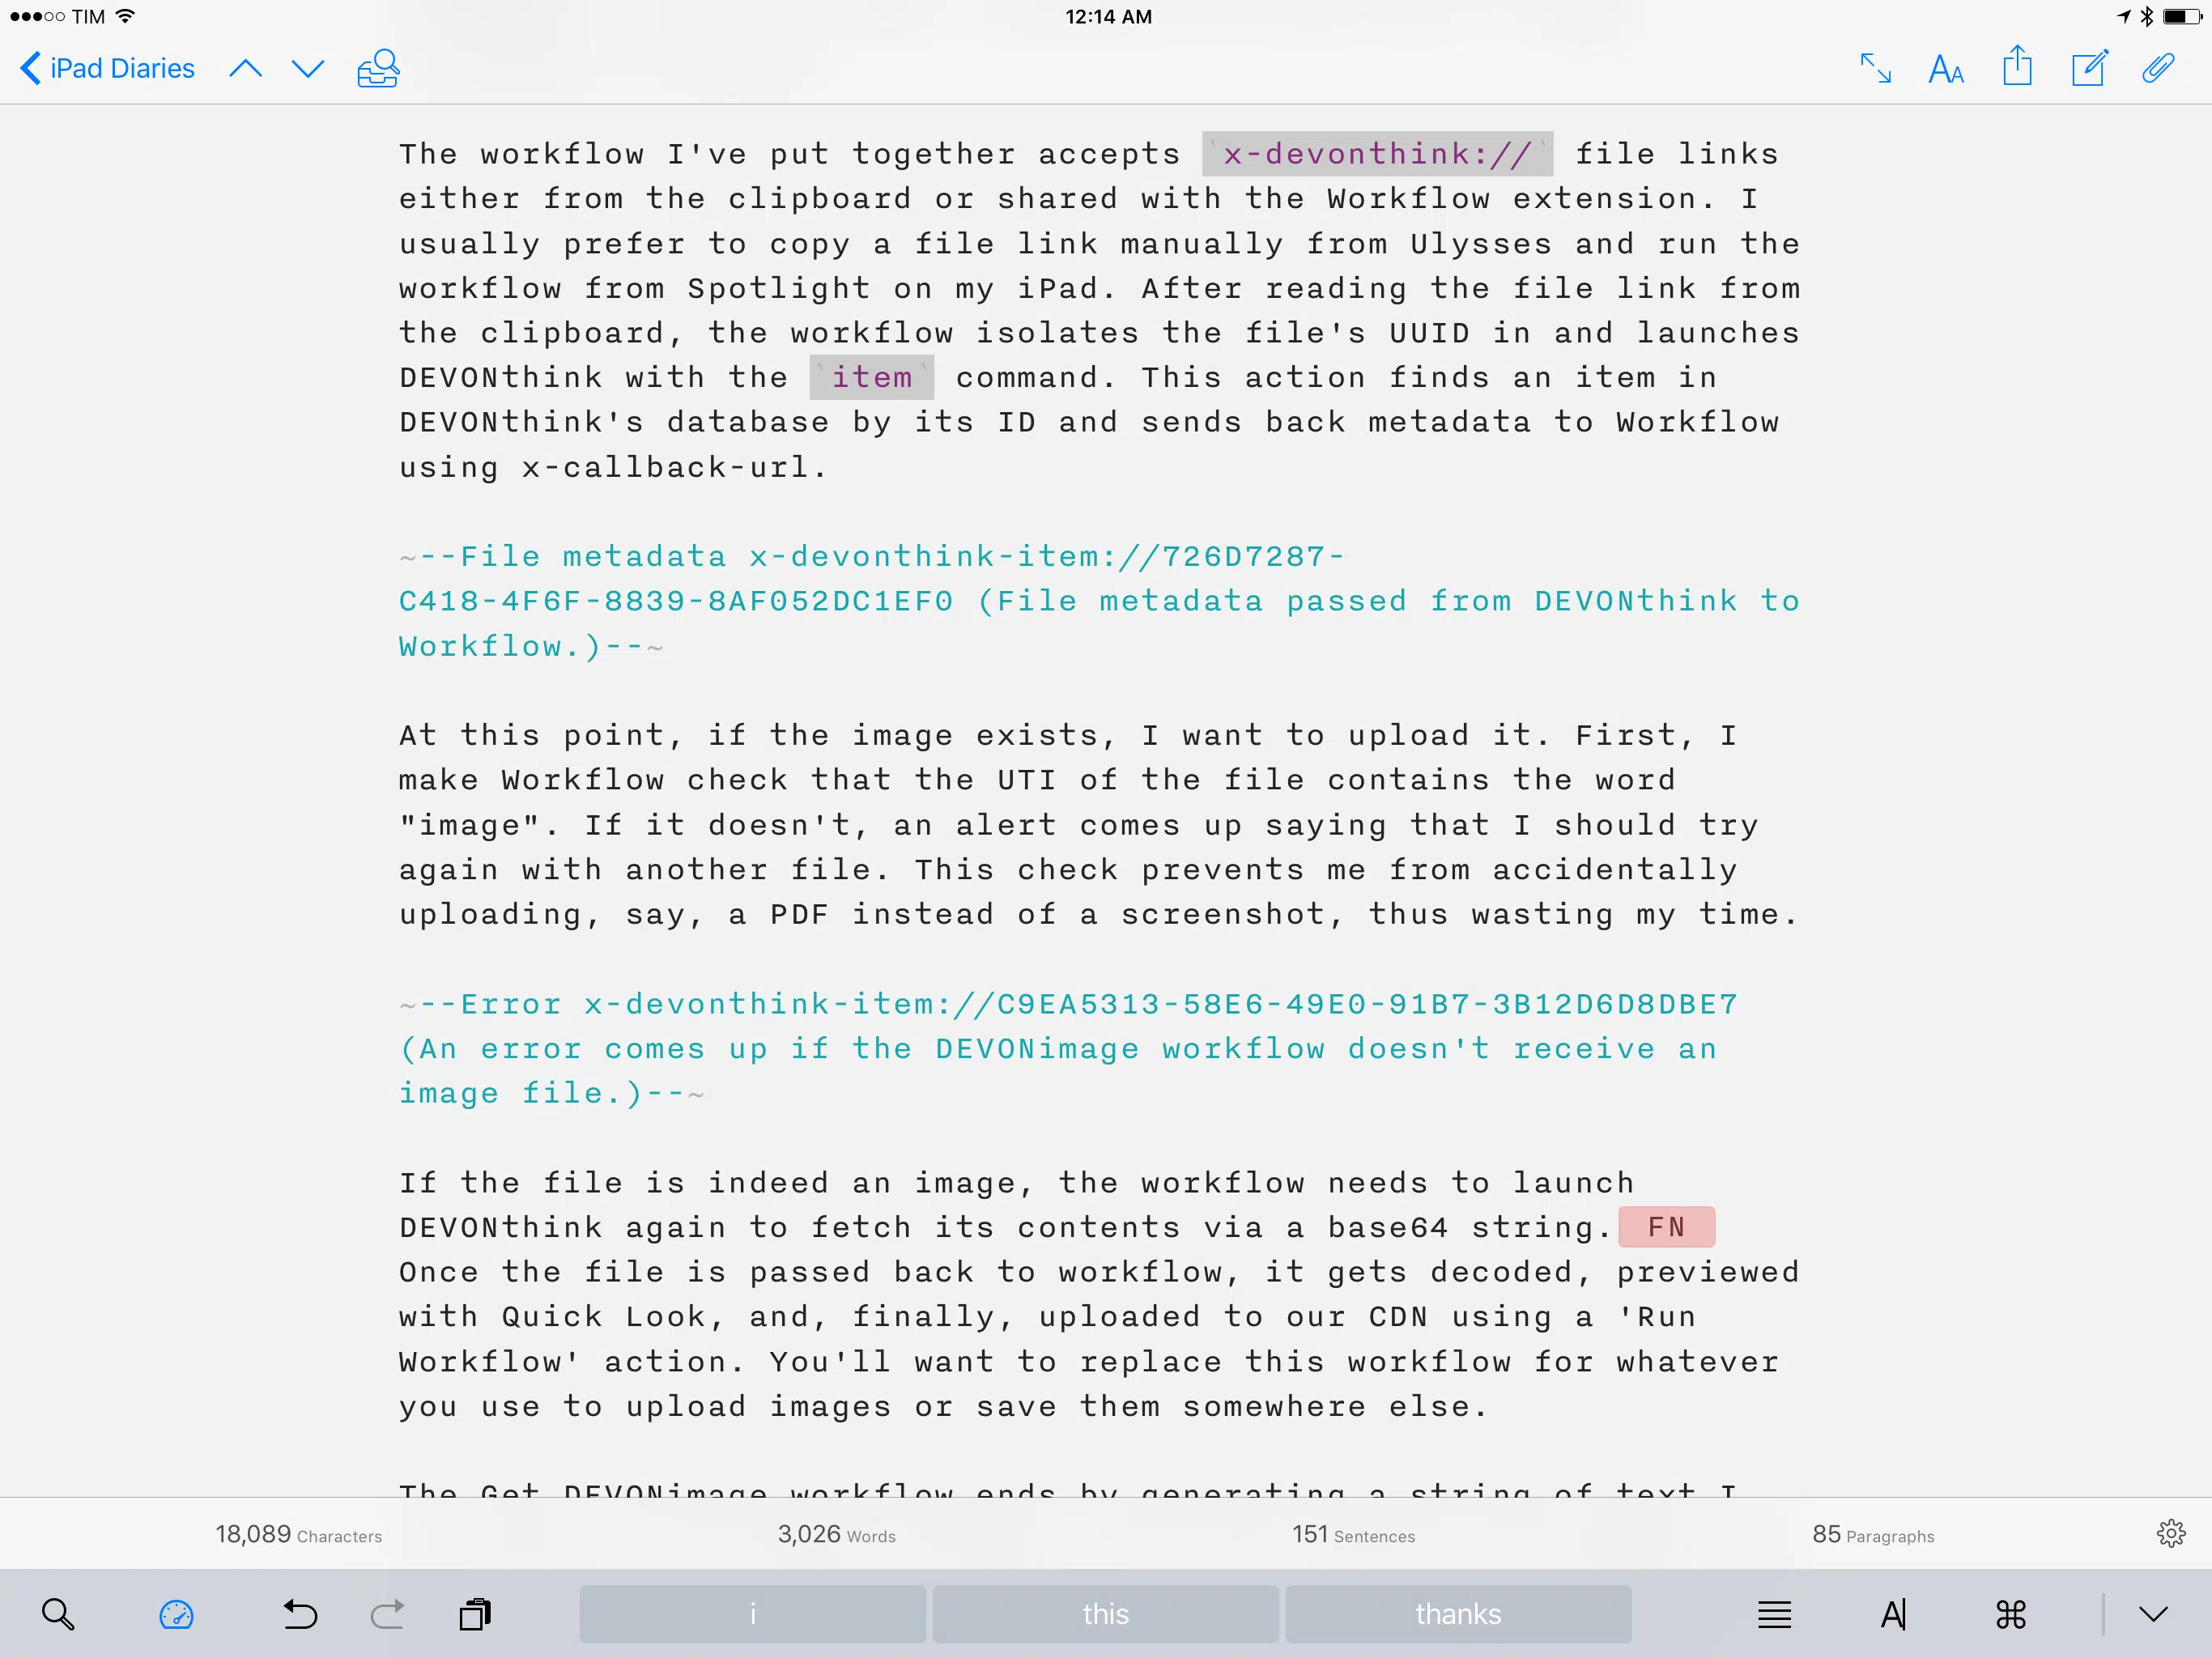 TIM 12:14 AM
iPad Diaries AA
The workflow I've put together accepts `x-devonthink://` file links
either from the clipboard or shared with the Workflow extension. I
usually prefer to copy a file link manually from Ulysses and run the
workflow from Spotlight on my iPad. After reading the file link from
the clipboard, the workflow isolates the file's UUID in and launches
DEVONthink with the `item` command. This action finds an item in
DEVONthink's database by its ID and sends back metadata to Workflow
using x-callback-url.
~--File metadata x-devonthink-item://726D7287-
C418-4F6F-8839-8AF052DC1EF0 (File metadata passed from DEVONthink to
Workflow.)--~
At this point, if the image exists, I want to upload it. First, I
make Workflow check that the UTI of the file contains the word
"image". If it doesn't, an alert comes up saying that I should try
again with another file. This check prevents me from accidentally
uploading, say, a PDF instead of a screenshot, thus wasting my time.
~--Error x-devonthink-item://C9EA5313-58E6-49E0-91B7-3B12D6D8DBE7
(An error comes up if the DEVONimage workflow doesn't receive an
image file.)--~
If the file is indeed an image, the workflow needs to launch
DEVONthink again to fetch its contents via a base64 string. FN
Once the file is passed back to workflow, it gets decoded, previewed
with Quick Look, and, finally, uploaded to our CDN using a 'Run
Workflow' action. You'll want to replace this workflow for whatever
you use to upload images or save them somewhere else.
The Get DEVONimage workflow ends by generating a string of text I
18,089 Characters 3,026 Words 151 Sentences 85 Paragraphs
i this thanks A